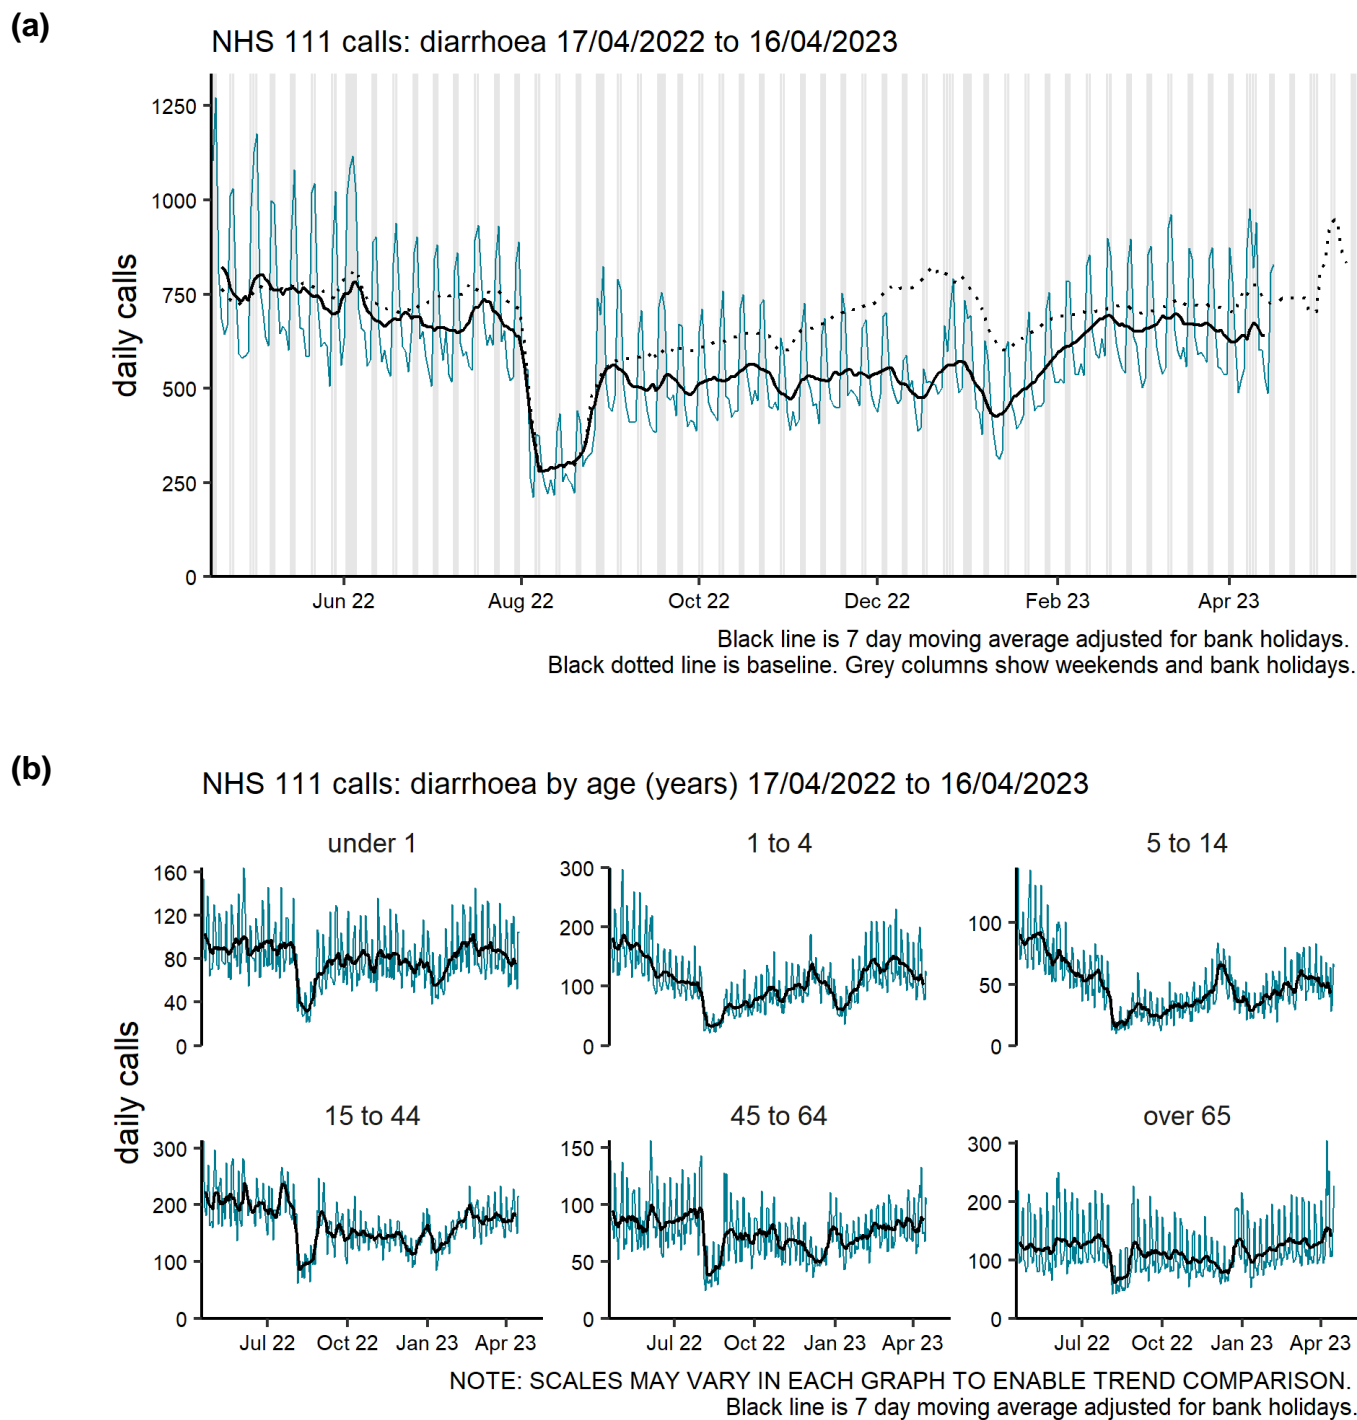 (a)
NHS 111 calls: diarrhoea 17/04/2022 to 16/04/2023
daily calls
1250
1000
750
500
250
0
Jun 22 Aug 22 Oct 22 Dec 22 Feb 23 Apr 23
Black line is 7 day moving average adjusted for bank holidays.
Black dotted line is baseline. Grey columns show weekends and bank holidays.
(b)
NHS 111 calls: diarrhoea by age (years) 17/04/2022 to 16/04/2023
daily calls
under 1
160
120
80
40
0
1 to 4
300
200
100
0
5 to 14
100
50
0
15 to 44
300
200
100
0
Jul 22 Oct 22 Jan 23 Apr 23
45 to 64
150
100
50
0
Jul 22 Oct 22 Jan 23 Apr 23
over 65
300
200
100
0
Jul 22 Oct 22 Jan 23 Apr 23
NOTE: SCALES MAY VARY IN EACH GRAPH TO ENABLE TREND COMPARISON.
Black line is 7 day moving average adjusted for bank holidays.